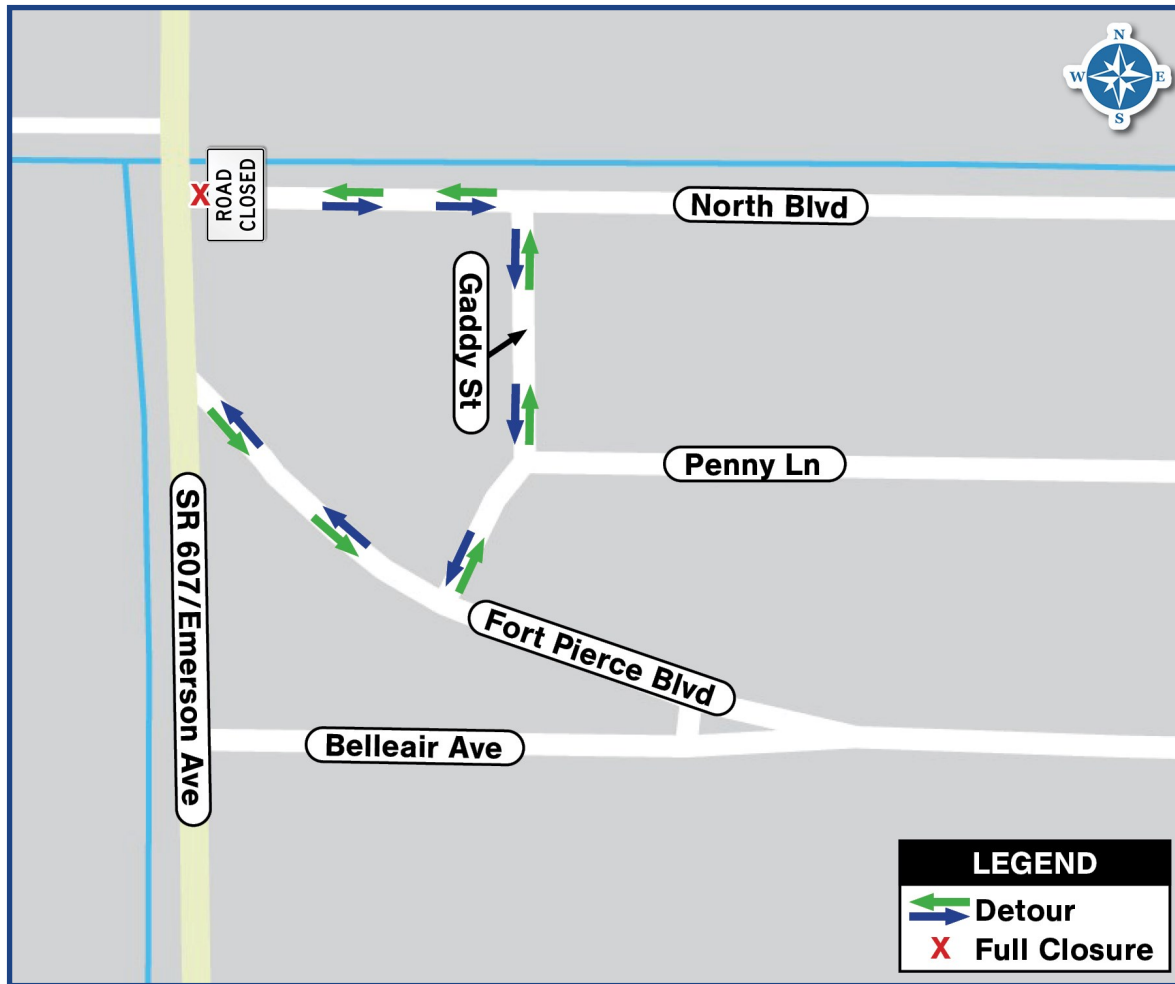 N
W E
S
ROAD
CLOSED
North Blvd
Gaddy St
Penny Ln
SR 607/Emerson Ave
Fort Pierce Blvd
Belleair Ave
LEGEND
Detour
X Full Closure
X